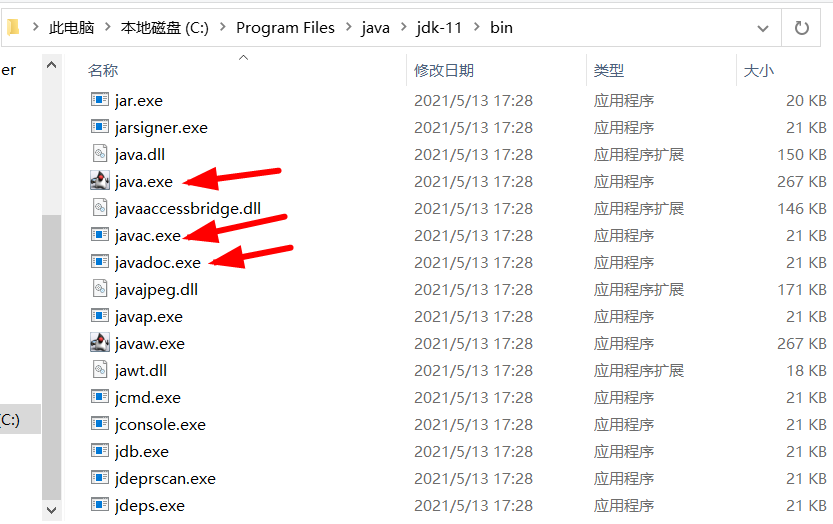 此电脑 > 本地磁盘 (C:) > Program Files > java > jdk-11 > bin
er
名称 修改日期 类型 大小
jar.exe 2021/5/13 17:28 应用程序 20 KB
jarsigner.exe 2021/5/13 17:28 应用程序 21 KB
java.dll 2021/5/13 17:28 应用程序扩展 150 KB
java.exe 2021/5/13 17:28 应用程序 267 KB
javaaccessbridge.dll 2021/5/13 17:28 应用程序扩展 146 KB
javac.exe 2021/5/13 17:28 应用程序 21 KB
javadoc.exe 2021/5/13 17:28 应用程序 21 KB
javajpeg.dll 2021/5/13 17:28 应用程序扩展 171 KB
javap.exe 2021/5/13 17:28 应用程序 21 KB
javaw.exe 2021/5/13 17:28 应用程序 267 KB
jawt.dll 2021/5/13 17:28 应用程序扩展 18 KB
jcmd.exe 2021/5/13 17:28 应用程序 21 KB
(C:)
jconsole.exe 2021/5/13 17:28 应用程序 21 KB
jdb.exe 2021/5/13 17:28 应用程序 21 KB
jdeprscan.exe 2021/5/13 17:28 应用程序 21 KB
jdeps.exe 2021/5/13 17:28 应用程序 21 KB